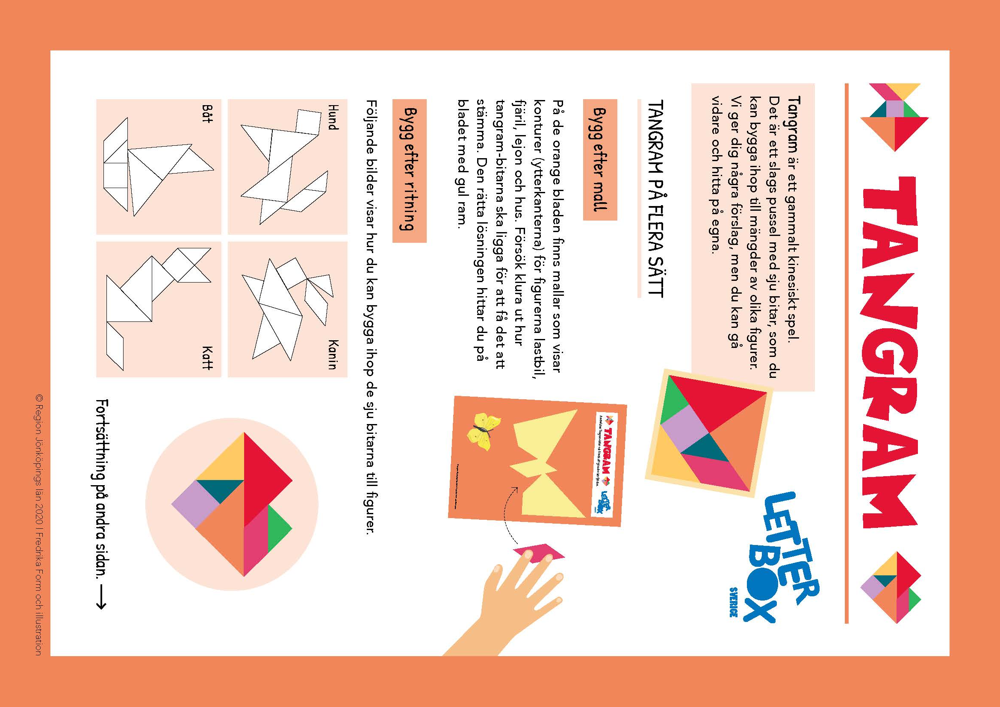 TANGRAM
Tangram är ett gammalt kinesiskt spel.
Det är ett slags pussel med sju bitar, som du
kan bygga ihop till mängder av olika figurer.
Vi ger dig några förslag, men du kan gå
vidare och hitta på egna.
LETTER
BOX
SVERIGE
TANGRAM PÅ FLERA SÄTT
Bygg efter mall
På de orange bladen finns mallar som visar
konturer (ytterkanterna) för figurerna lastbil,
fjäril, lejon och hus. Försök klura ut hur
tangram-bitarna ska ligga för att få det att
stämma. Den rätta lösningen hittar du på
bladet med gul ram.
TANGRAM
LETTER
BOX
Bygg efter ritning
Följande bilder visar hur du kan bygga ihop de sju bitarna till figurer.
Hund
Kanin
Båt
Katt
Fortsättning på andra sidan.
© Region Jönköpings län 2020 | Fredrika Form och illustration